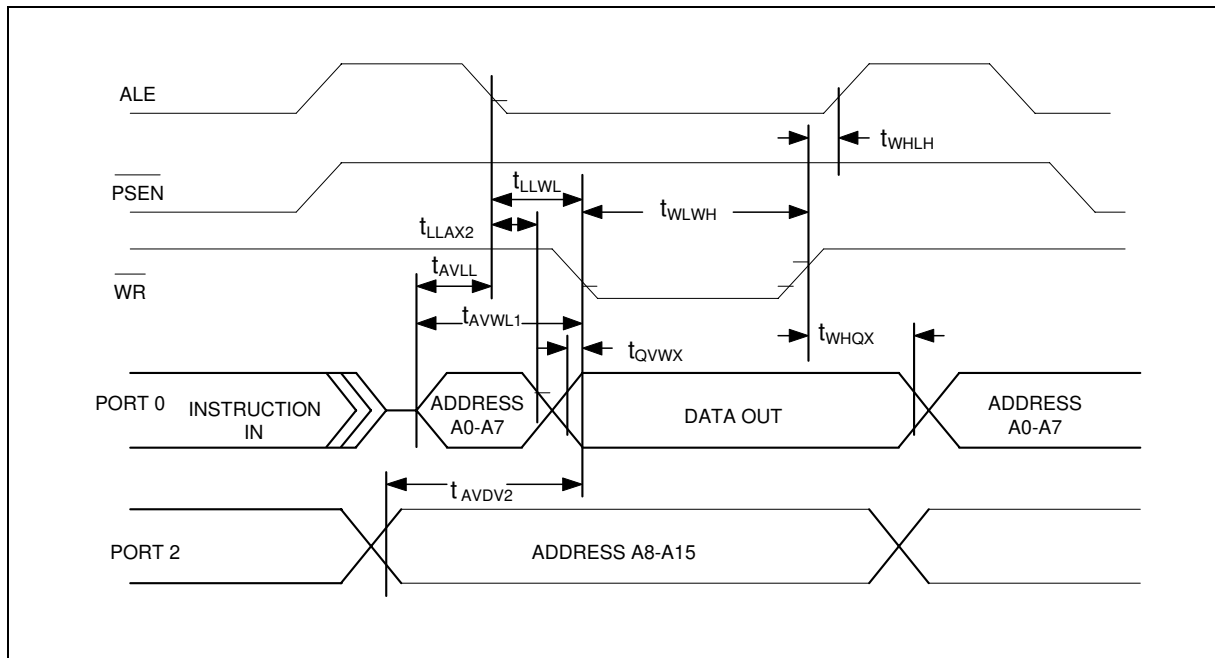 ALE
tWHLH
PSEN
tLLWL
tWLWH
tLLAX2
tAVLL
WR
tAVWL1
tWHQX
tQVWX
PORT 0
INSTRUCTION
IN
ADDRESS
A0-A7
DATA OUT
ADDRESS
A0-A7
tAVDV2
PORT 2
ADDRESS A8-A15